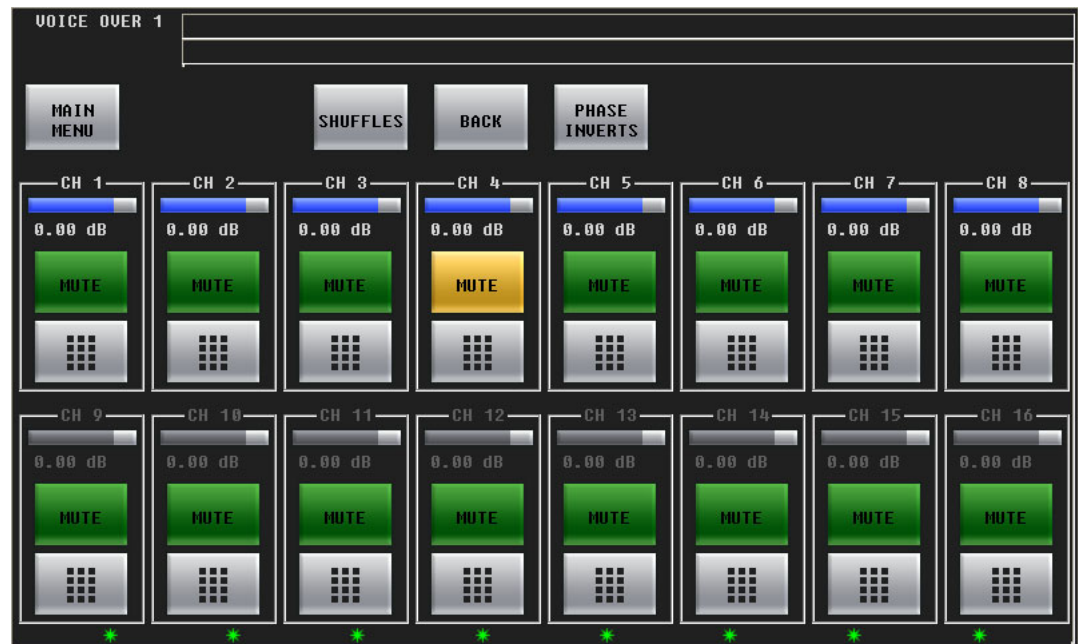 VOICE OVER 1
MAIN MENU
SHUFFLES
BACK
PHASE INVERTS
CH 1 CH 2 CH 3 CH 4 CH 5 CH 6 CH 7 CH 8
0.00 dB 0.00 dB 0.00 dB 0.00 dB 0.00 dB 0.00 dB 0.00 dB 0.00 dB
MUTE MUTE MUTE MUTE MUTE MUTE MUTE MUTE
CH 9 CH 10 CH 11 CH 12 CH 13 CH 14 CH 15 CH 16
0.00 dB 0.00 dB 0.00 dB 0.00 dB 0.00 dB 0.00 dB 0.00 dB 0.00 dB
MUTE MUTE MUTE MUTE MUTE MUTE MUTE MUTE